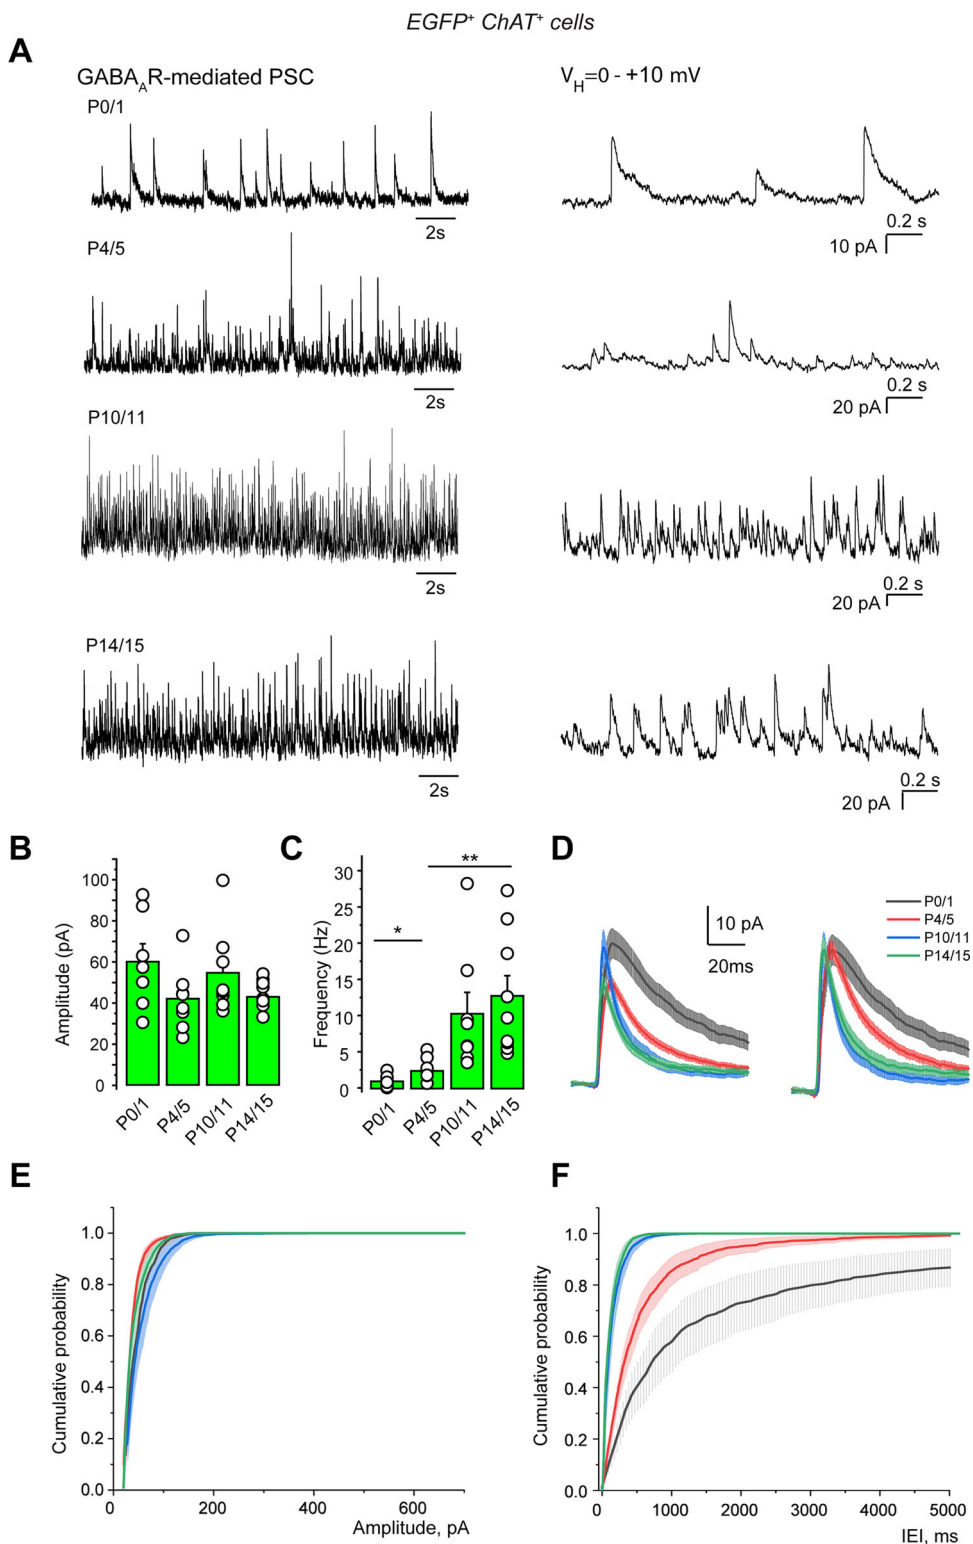 EGFP⁺ ChAT⁺ cells
A
GABA_AR-mediated PSC
V_H=0 - +10 mV
P0/1
2s
0.2 s
10 pA
P4/5
2s
0.2 s
20 pA
P10/11
2s
0.2 s
20 pA
P14/15
2s
0.2 s
20 pA
B
Amplitude (pA)
100
80
60
40
20
0
P0/1
P4/5
P10/11
P14/15
C
Frequency (Hz)
30
25
20
15
10
5
0
*
**
P0/1
P4/5
P10/11
P14/15
D
10 pA
20ms
P0/1
P4/5
P10/11
P14/15
E
Cumulative probability
1.0
0.8
0.6
0.4
0.2
0.0
0
200
400
600
Amplitude, pA
F
Cumulative probability
1.0
0.8
0.6
0.4
0.2
0.0
0
1000
2000
3000
4000
5000
IEI, ms